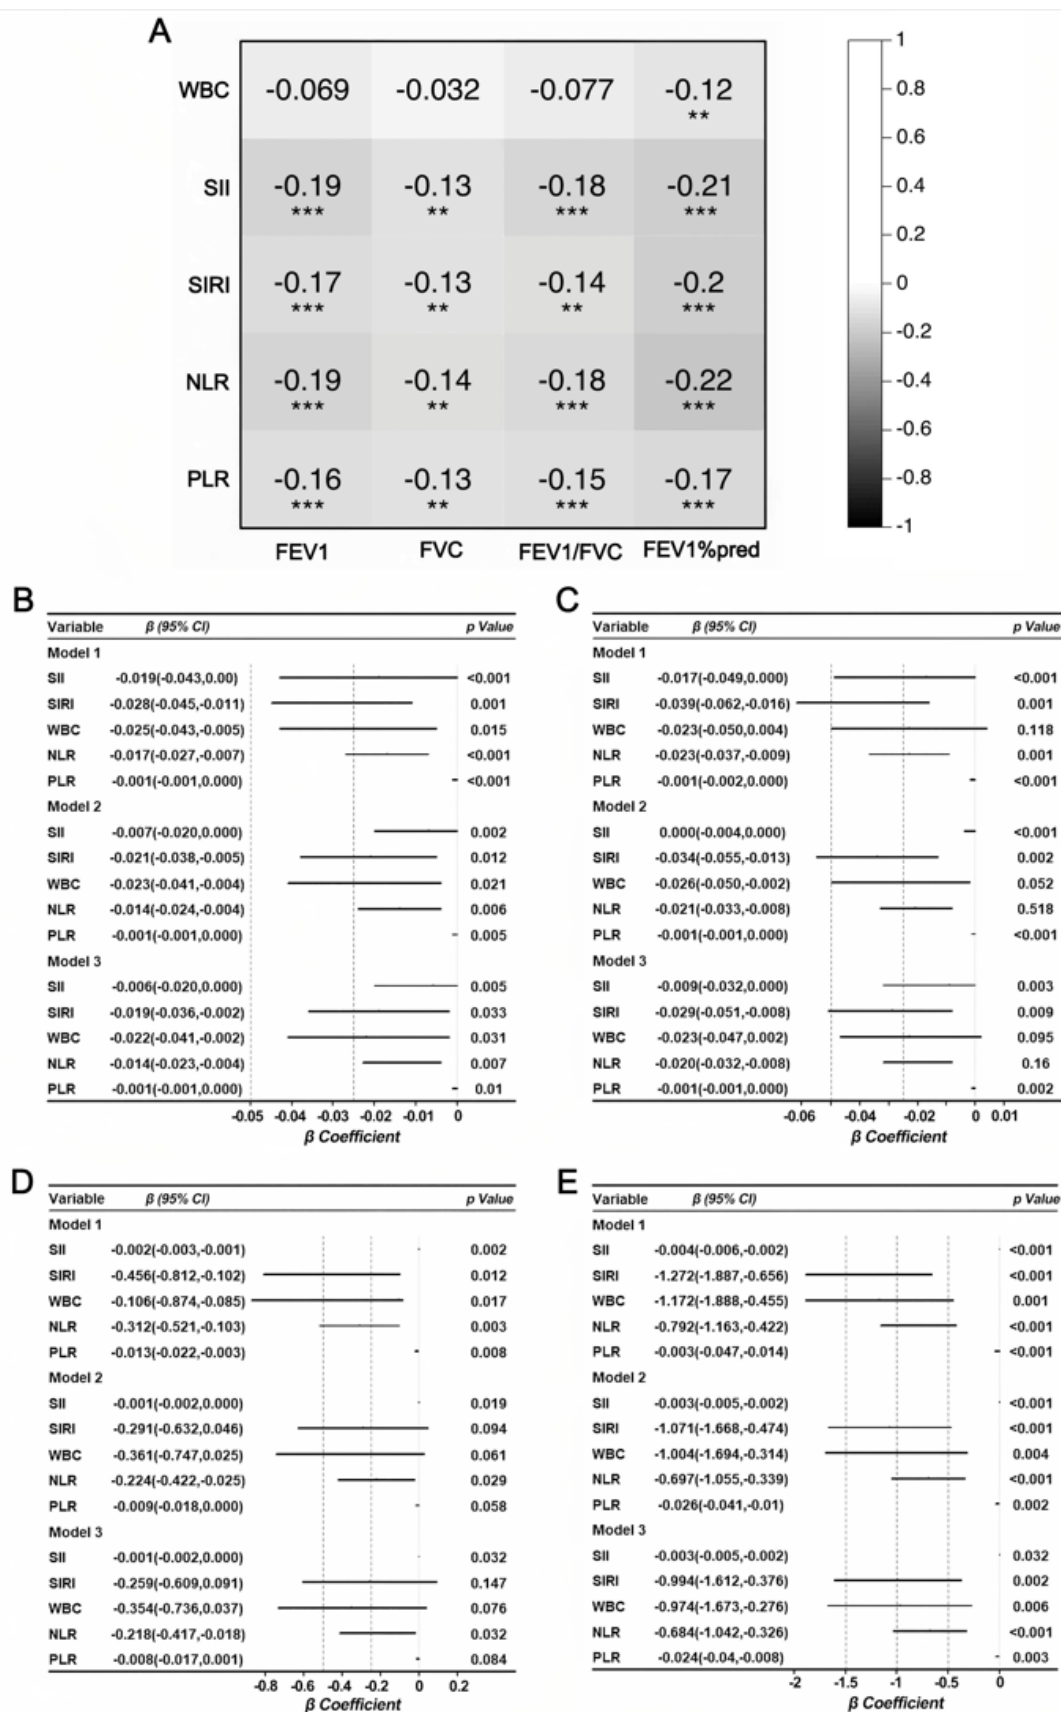 A
WBC -0.069 -0.032 -0.077 -0.12
**
SII -0.19 -0.13 -0.18 -0.21
*** ** *** ***
SIRI -0.17 -0.13 -0.14 -0.2
*** ** ** ***
NLR -0.19 -0.14 -0.18 -0.22
*** ** *** ***
PLR -0.16 -0.13 -0.15 -0.17
*** ** *** ***
FEV1 FVC FEV1/FVC FEV1%pred
1
0.8
0.6
0.4
0.2
0
-0.2
-0.4
-0.6
-0.8
-1
B
Variable β (95% CI) p Value
Model 1
SII -0.019(-0.043,0.00) <0.001
SIRI -0.028(-0.045,-0.011) 0.001
WBC -0.025(-0.043,-0.005) 0.015
NLR -0.017(-0.027,-0.007) <0.001
PLR -0.001(-0.001,0.000) <0.001
Model 2
SII -0.007(-0.020,0.000) 0.002
SIRI -0.021(-0.038,-0.005) 0.012
WBC -0.023(-0.041,-0.004) 0.021
NLR -0.014(-0.024,-0.004) 0.006
PLR -0.001(-0.001,0.000) 0.005
Model 3
SII -0.006(-0.020,0.000) 0.005
SIRI -0.019(-0.036,-0.002) 0.033
WBC -0.022(-0.041,-0.002) 0.031
NLR -0.014(-0.023,-0.004) 0.007
PLR -0.001(-0.001,0.000) 0.01
-0.05 -0.04 -0.03 -0.02 -0.01 0
β Coefficient
C
Variable β (95% CI) p Value
Model 1
SII -0.017(-0.049,0.000) <0.001
SIRI -0.039(-0.062,-0.016) 0.001
WBC -0.023(-0.050,0.004) 0.118
NLR -0.023(-0.037,-0.009) 0.001
PLR -0.001(-0.002,0.000) <0.001
Model 2
SII 0.000(-0.004,0.000) <0.001
SIRI -0.034(-0.055,-0.013) 0.002
WBC -0.026(-0.050,-0.002) 0.052
NLR -0.021(-0.033,-0.008) 0.518
PLR -0.001(-0.001,0.000) <0.001
Model 3
SII -0.009(-0.032,0.000) 0.003
SIRI -0.029(-0.051,-0.008) 0.009
WBC -0.023(-0.047,0.002) 0.095
NLR -0.020(-0.032,-0.008) 0.16
PLR -0.001(-0.001,0.000) 0.002
-0.06 -0.04 -0.02 0 0.01
β Coefficient
D
Variable β (95% CI) p Value
Model 1
SII -0.002(-0.003,-0.001) 0.002
SIRI -0.456(-0.812,-0.102) 0.012
WBC -0.106(-0.874,-0.085) 0.017
NLR -0.312(-0.521,-0.103) 0.003
PLR -0.013(-0.022,-0.003) 0.008
Model 2
SII -0.001(-0.002,0.000) 0.019
SIRI -0.291(-0.632,0.046) 0.094
WBC -0.361(-0.747,0.025) 0.061
NLR -0.224(-0.422,-0.025) 0.029
PLR -0.009(-0.018,0.000) 0.058
Model 3
SII -0.001(-0.002,0.000) 0.032
SIRI -0.259(-0.609,0.091) 0.147
WBC -0.354(-0.736,0.037) 0.076
NLR -0.218(-0.417,-0.018) 0.032
PLR -0.008(-0.017,0.001) 0.084
-0.8 -0.6 -0.4 -0.2 0 0.2
β Coefficient
E
Variable β (95% CI) p Value
Model 1
SII -0.004(-0.006,-0.002) <0.001
SIRI -1.272(-1.887,-0.656) <0.001
WBC -1.172(-1.888,-0.455) 0.001
NLR -0.792(-1.163,-0.422) <0.001
PLR -0.003(-0.047,-0.014) <0.001
Model 2
SII -0.003(-0.005,-0.002) <0.001
SIRI -1.071(-1.668,-0.474) <0.001
WBC -1.004(-1.694,-0.314) 0.004
NLR -0.697(-1.055,-0.339) <0.001
PLR -0.026(-0.041,-0.01) 0.002
Model 3
SII -0.003(-0.005,-0.002) 0.032
SIRI -0.994(-1.612,-0.376) 0.002
WBC -0.974(-1.673,-0.276) 0.006
NLR -0.684(-1.042,-0.326) <0.001
PLR -0.024(-0.04,-0.008) 0.003
-2 -1.5 -1 -0.5 0
β Coefficient